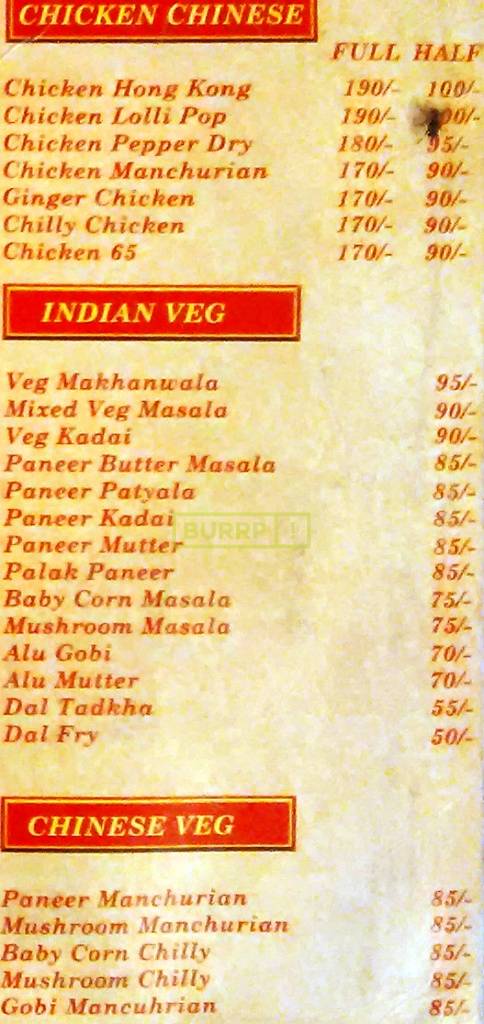 CHICKEN CHINESE
FULL HALF
Chicken Hong Kong 190/- 100/-
Chicken Lolli Pop 190/- 00/-
Chicken Pepper Dry 180/- 95/-
Chicken Manchurian 170/- 90/-
Ginger Chicken 170/- 90/-
Chilly Chicken 170/- 90/-
Chicken 65 170/- 90/-
INDIAN VEG
Veg Makhanwala 95/-
Mixed Veg Masala 90/-
Veg Kadai 90/-
Paneer Butter Masala 85/-
Paneer Patyala 85/-
Paneer Kadai 85/-
BURRP!
Paneer Mutter 85/-
Palak Paneer 85/-
Baby Corn Masala 75/-
Mushroom Masala 75/-
Alu Gobi 70/-
Alu Mutter 70/-
Dal Tadkha 55/-
Dal Fry 50/-
CHINESE VEG
Paneer Manchurian 85/-
Mushroom Manchurian 85/-
Baby Corn Chilly 85/-
Mushroom Chilly 85/-
Gobi Mancuhrian 85/-